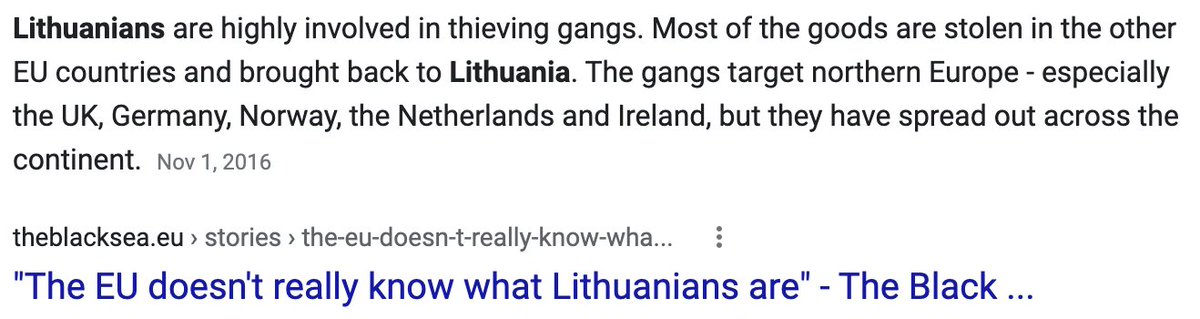 Lithuanians are highly involved in thieving gangs. Most of the goods are stolen in the other
EU countries and brought back to Lithuania. The gangs target northern Europe - especially
the UK, Germany, Norway, the Netherlands and Ireland, but they have spread out across the
continent. Nov 1, 2016
theblacksea.eu › stories › the-eu-doesn-t-really-know-wha...
"The EU doesn't really know what Lithuanians are" - The Black ...